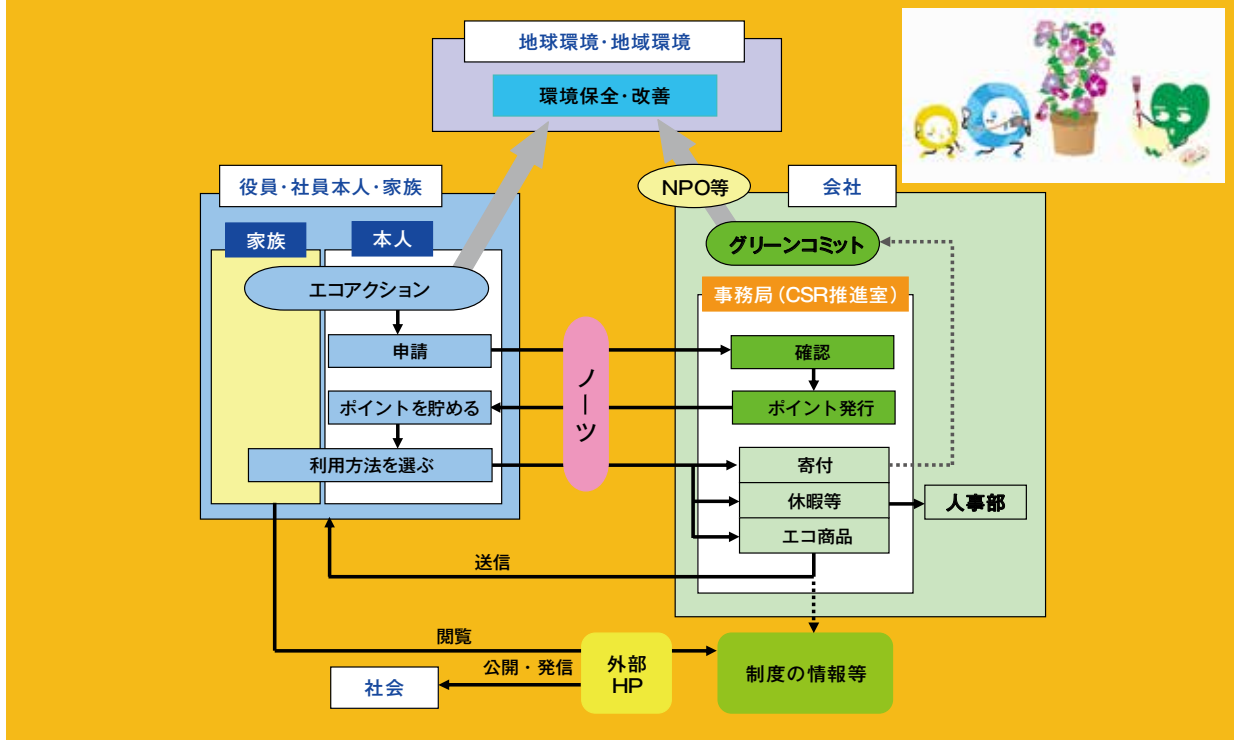 地球環境・地域環境
環境保全・改善
役員・社員本人・家族
NPO等
会社
家族
本人
グリーンコミット
エコアクション
事務局（CSR推進室）
申請
ノーツ
確認
ポイントを貯める
ポイント発行
利用方法を選ぶ
寄付
休暇等
人事部
エコ商品
送信
閲覧
外部
HP
制度の情報等
公開・発信
社会